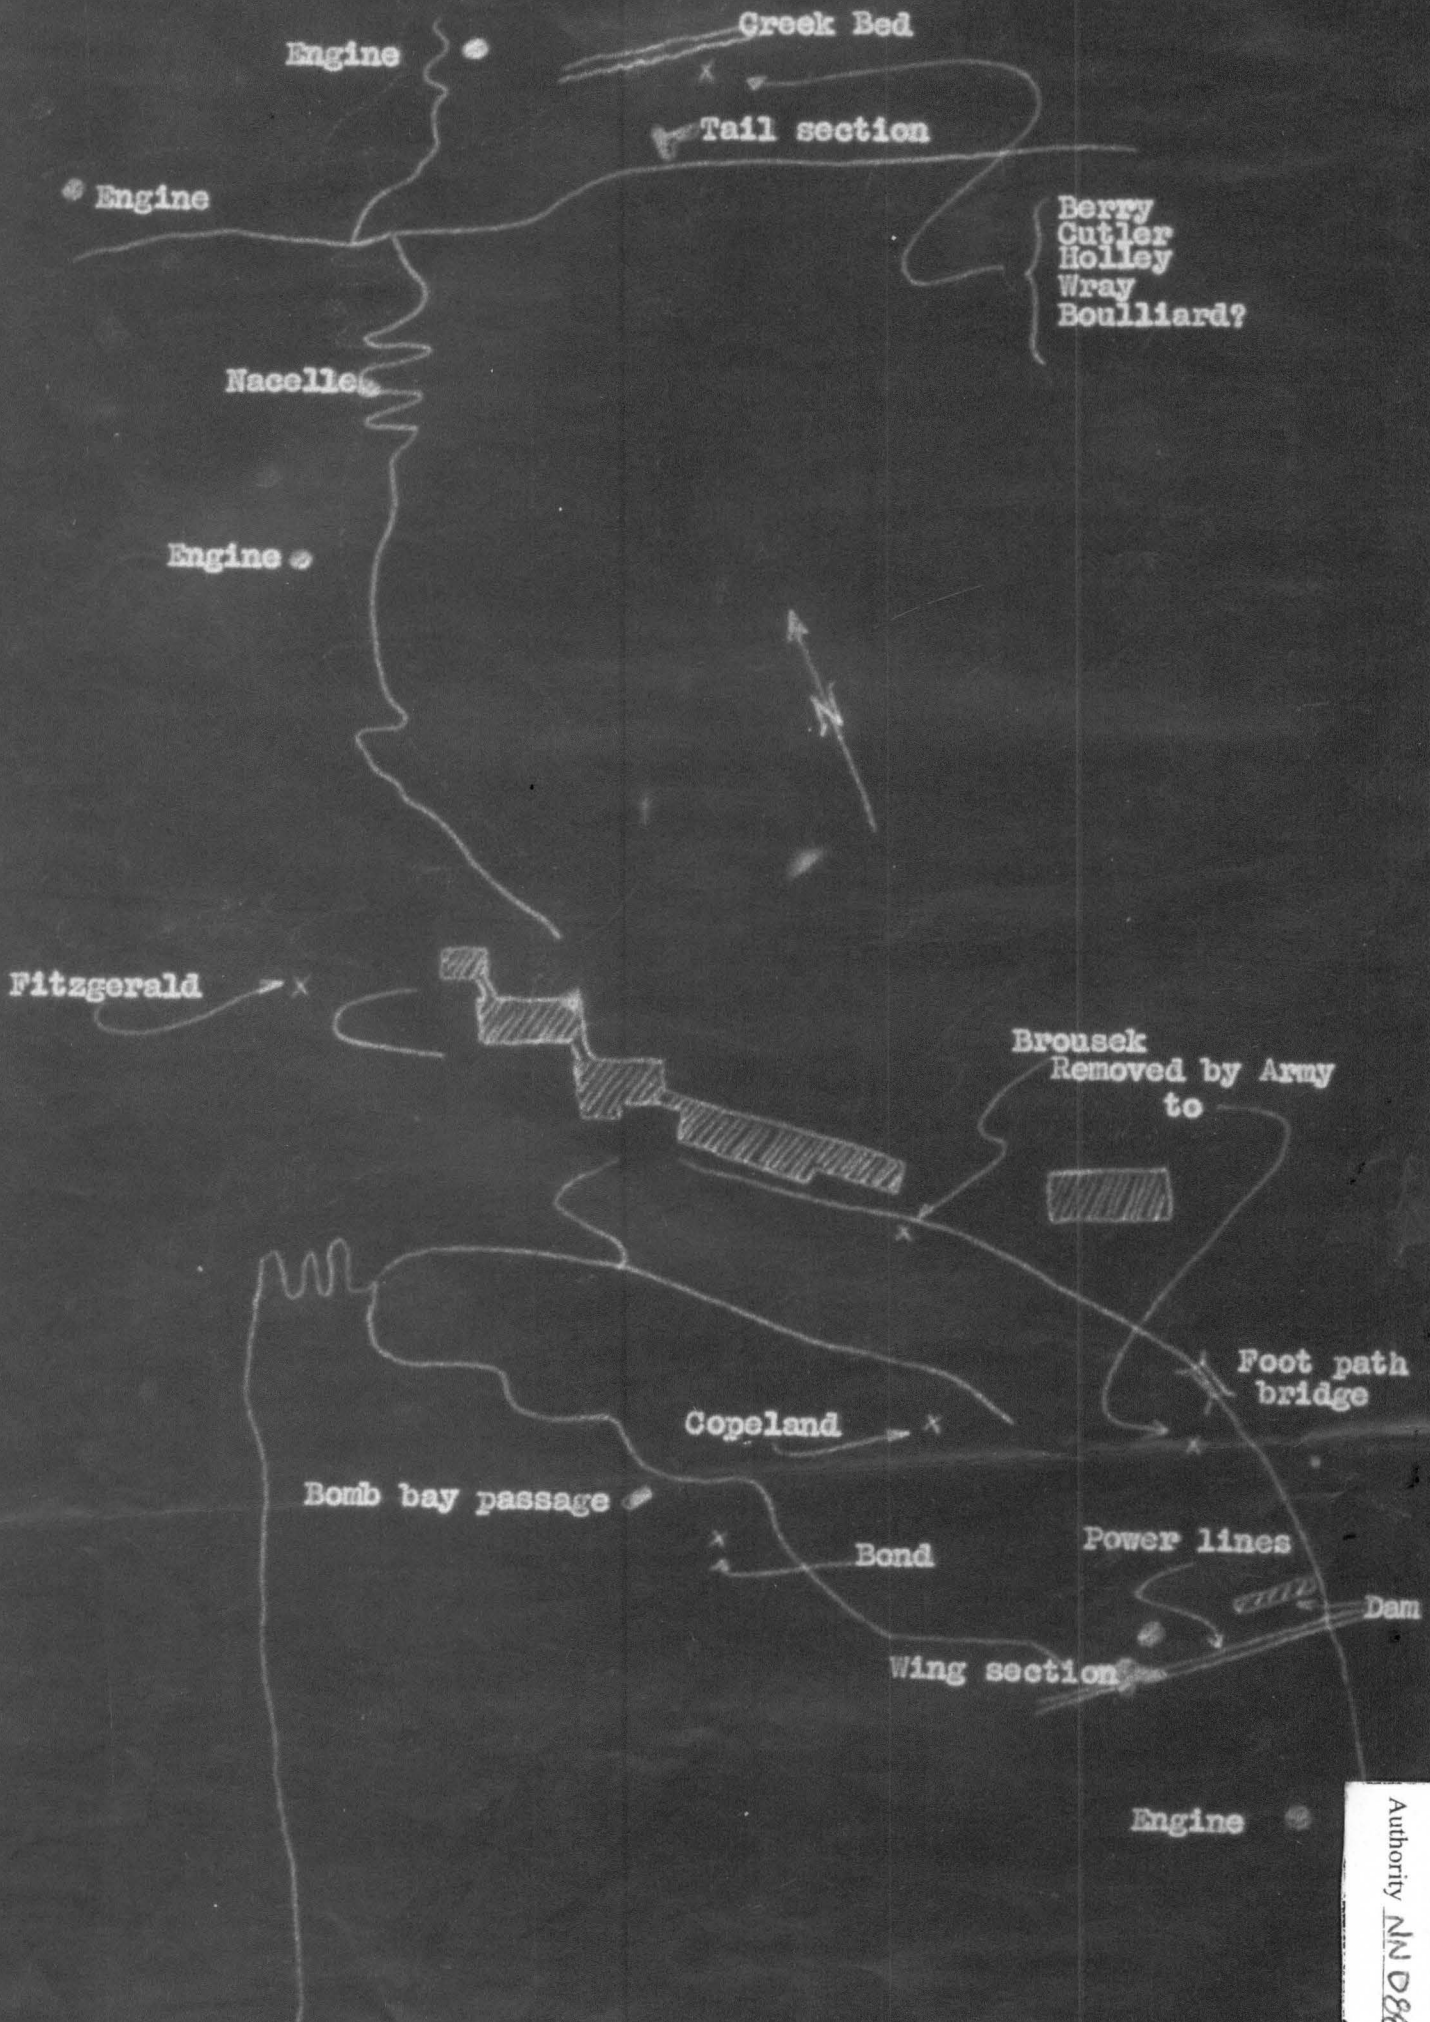 Creek Bed
Engine
Tail section
Engine
Berry
Cutler
Holley
Wray
Boulliard?
Nacelle
Engine
N
Fitzgerald
Brousek
Removed by Army
to
Foot path
bridge
Copeland
Bomb bay passage
Power lines
Bond
Dam
Wing section
Engine
Authority NND